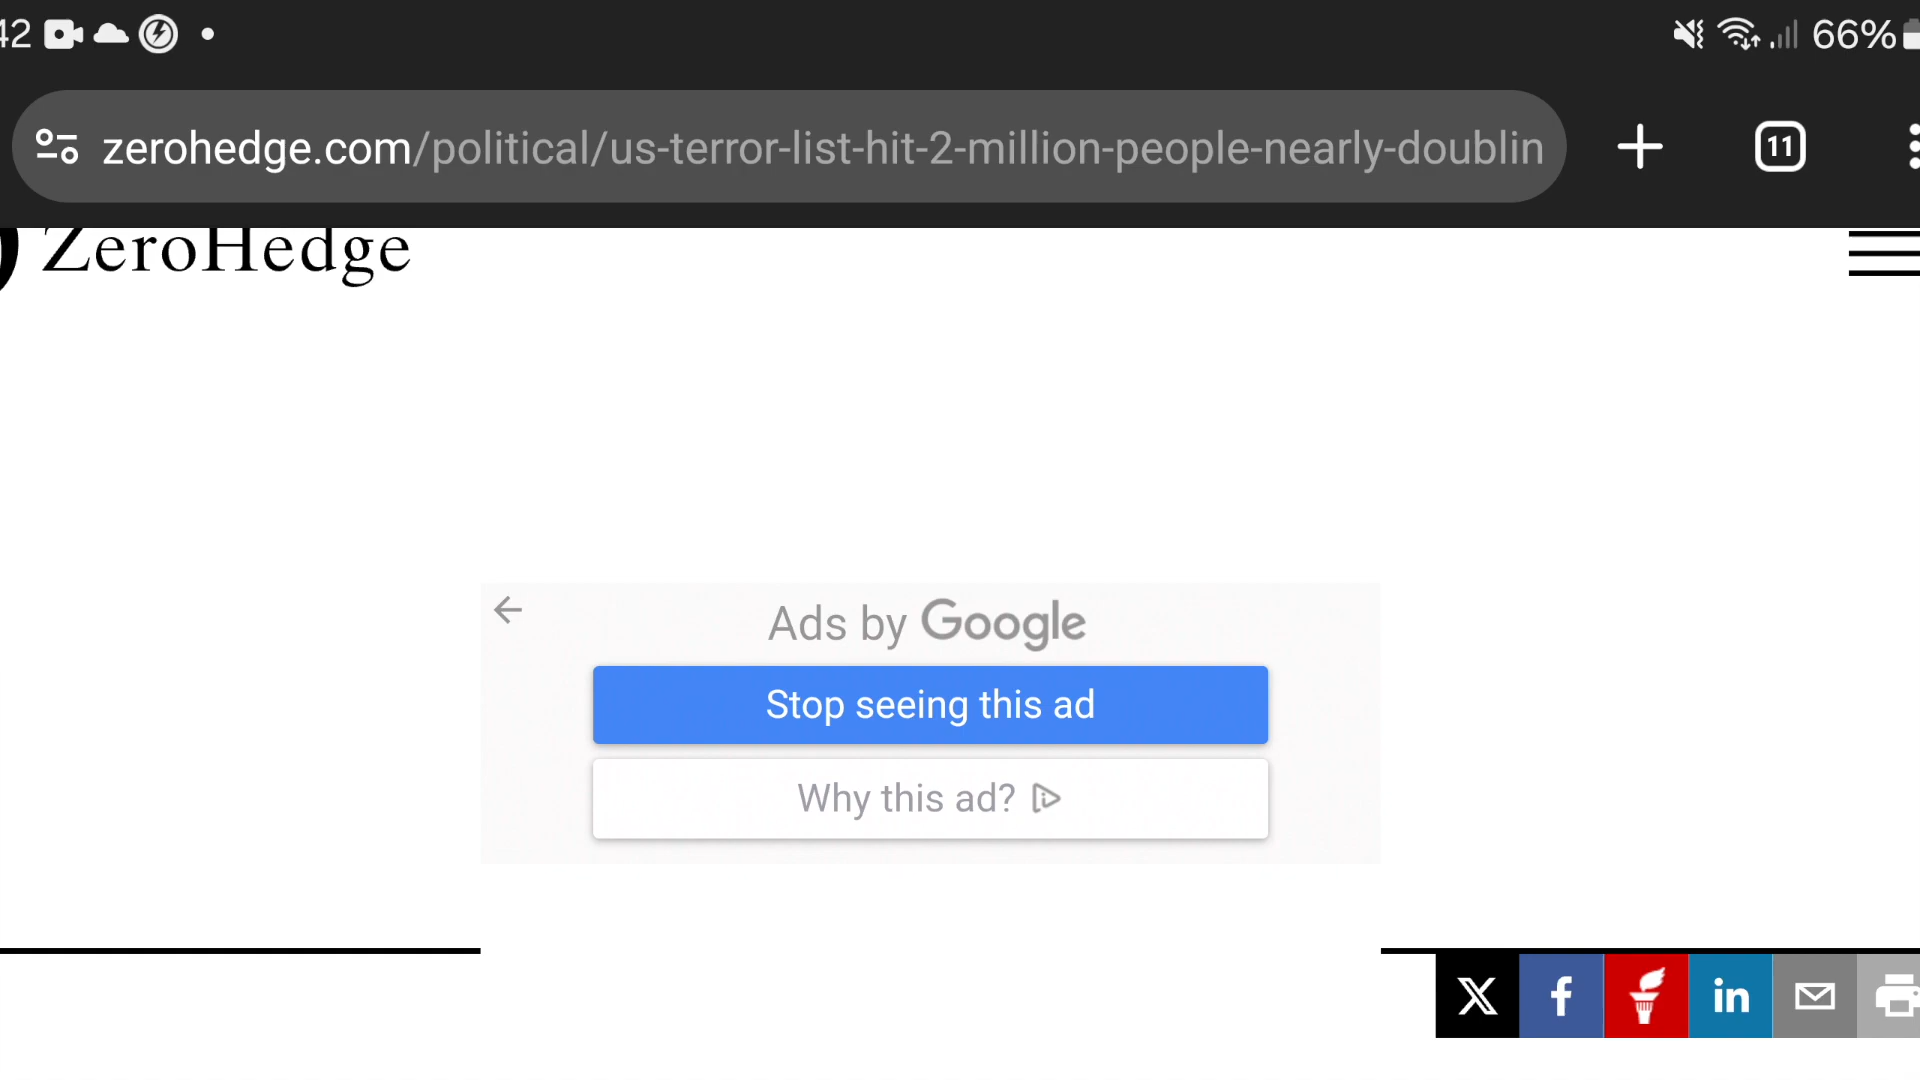 42
66%
zerohedge.com/political/us-terror-list-hit-2-million-people-nearly-doublin
11
ZeroHedge
Ads by Google
Stop seeing this ad
Why this ad?
X
f
in